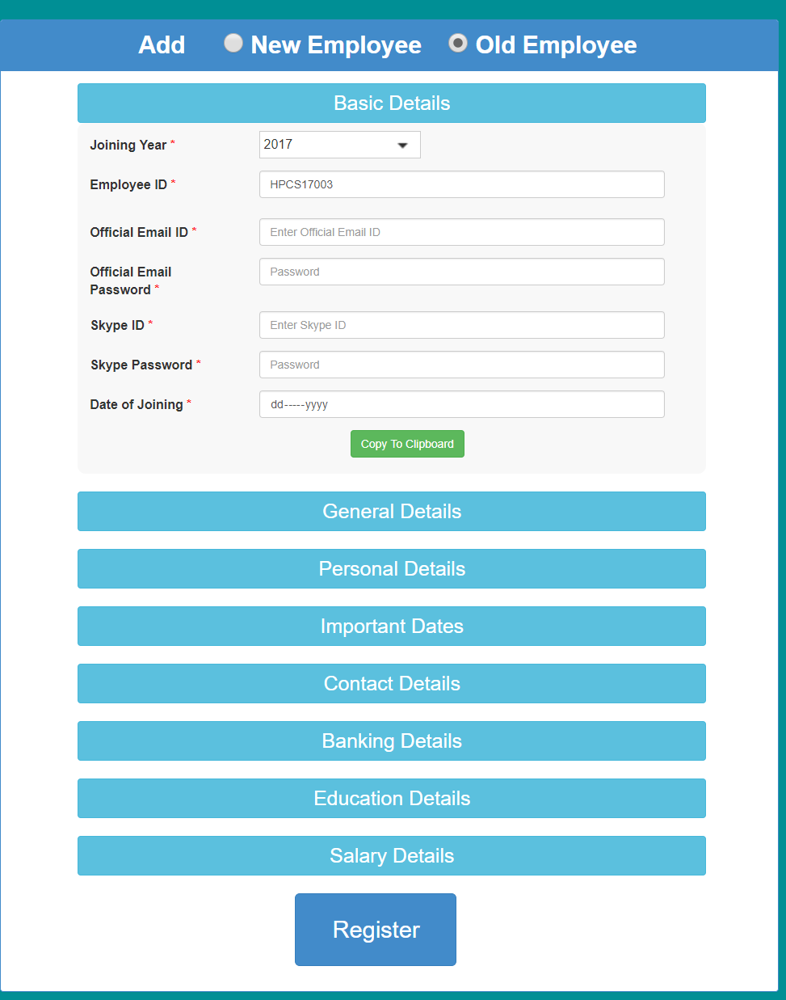 Add New Employee Old Employee
Basic Details
Joining Year * 2017
Employee ID * HPCS17003
Official Email ID * Enter Official Email ID
Official Email Password
Password *
Skype ID * Enter Skype ID
Skype Password * Password
Date of Joining * dd-----yyyy
Copy To Clipboard
General Details
Personal Details
Important Dates
Contact Details
Banking Details
Education Details
Salary Details
Register